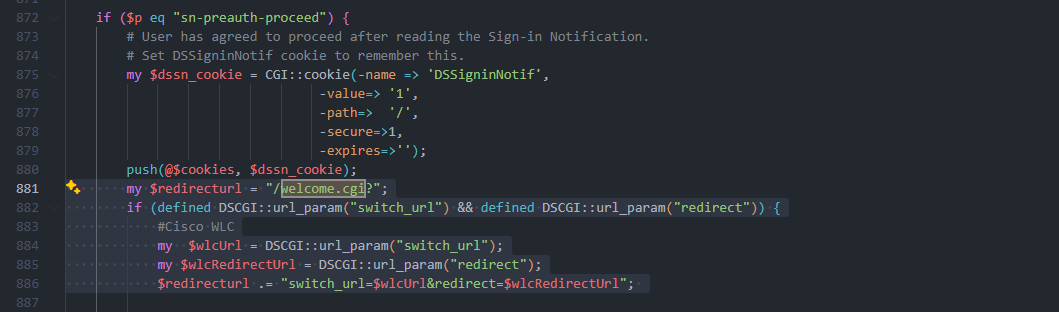 872 if ($p eq "sn-preauth-proceed") {
873 # User has agreed to proceed after reading the Sign-in Notification.
874 # Set DSSigninNotif cookie to remember this.
875 my $dssn_cookie = CGI::cookie(-name => 'DSSigninNotif',
876 -value=> '1',
877 -path=>  '/',
878 -secure=>1,
879 -expires=>'');
880 push(@$cookies, $dssn_cookie);
881 my $redirecturl = "/welcome.cgi?";
882 if (defined DSCGI::url_param("switch_url") && defined DSCGI::url_param("redirect")) {
883 #Cisco WLC
884 my  $wlcUrl = DSCGI::url_param("switch_url");
885 my $wlcRedirectUrl = DSCGI::url_param("redirect");
886 $redirecturl .= "switch_url=$wlcUrl&redirect=$wlcRedirectUrl";
887